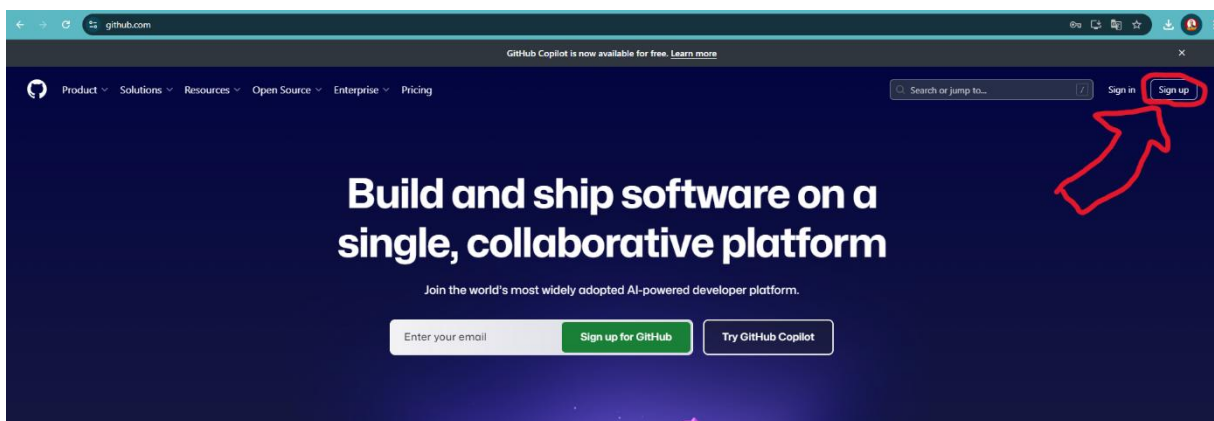 github.com
GitHub Copilot is now available for free. Learn more
Product Solutions Resources Open Source Enterprise Pricing Search or jump to... / Sign in Sign up
Build and ship software on a
single, collaborative platform
Join the world's most widely adopted AI-powered developer platform.
Enter your email Sign up for GitHub Try GitHub Copilot